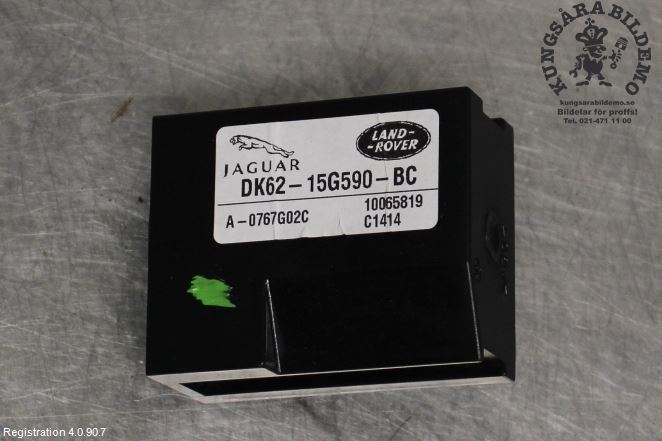 KUNGSÅRA BILDEMO
kungsarabildemo.se
Bildelar för proffs!
Tel. 021-471 11 00
JAGUAR
LAND-
-ROVER
DK62-15G590-BC
A-0767G02C
10065819
C1414
Registration 4.0.90.7